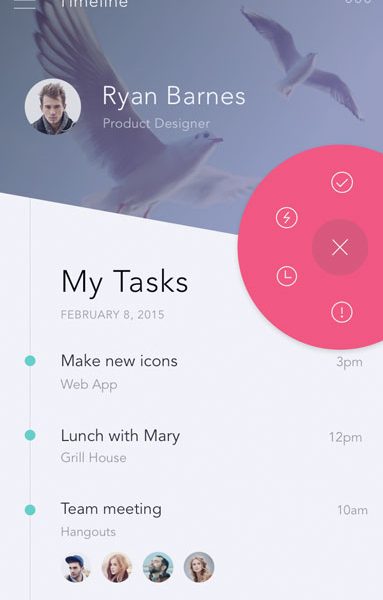 Timeline
Ryan Barnes
Product Designer
My Tasks
FEBRUARY 8, 2015
Make new icons
3pm
Web App
Lunch with Mary
12pm
Grill House
Team meeting
10am
Hangouts